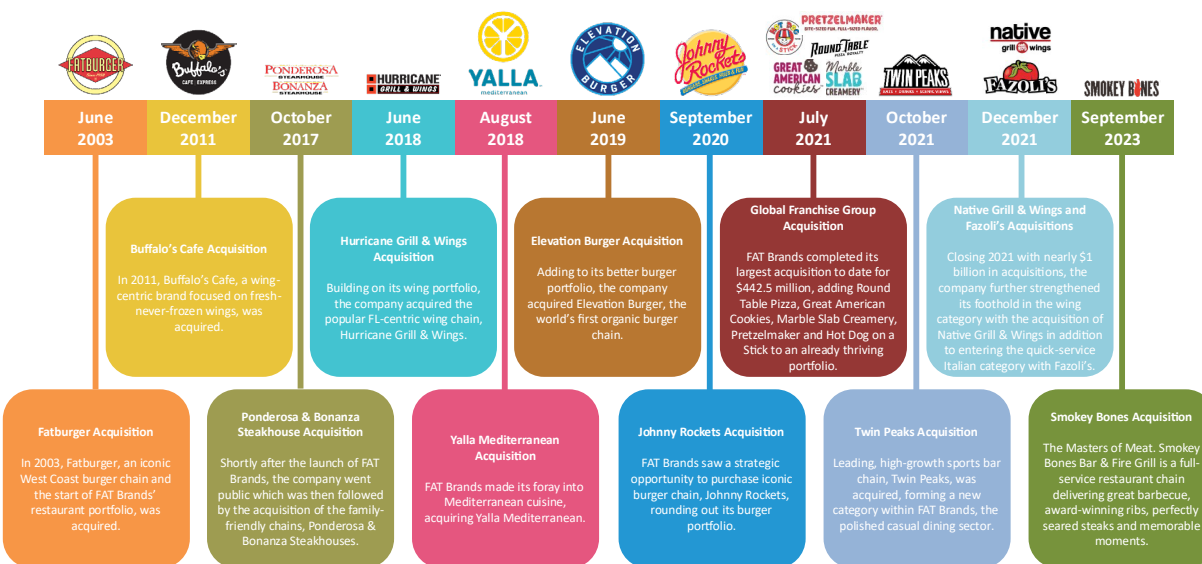 FATBURGER
Buffalo's
CAFE EXPRESS
PONDEROSA
STEAKHOUSE
BONANZA
STEAKHOUSE
HURRICANE
GRILL & WINGS
YALLA
mediterranean
ELEVATION
BURGER
Johnny
Rockets
STICK
PRETZELMAKER
BITE-SIZED FUN. FULL-SIZED FLAVOR.
ROUND TABLE
PIZZA ROYALTY
GREAT
AMERICAN
cookies
Marble
SLAB
CREAMERY
TWIN PEAKS
EATS • DRINKS • SCENIC VIEWS
native
grill wings
FAZOLI'S
SMOKEY BONES
June
2003
December
2011
October
2017
June
2018
August
2018
June
2019
September
2020
July
2021
October
2021
December
2021
September
2023
Buffalo's Cafe Acquisition
In 2011, Buffalo's Cafe, a wing-
centric brand focused on fresh-
never-frozen wings, was
acquired.
Hurricane Grill & Wings
Acquisition
Building on its wing portfolio,
the company acquired the
popular FL-centric wing chain,
Hurricane Grill & Wings.
Elevation Burger Acquisition
Adding to its better burger
portfolio, the company
acquired Elevation Burger, the
world's first organic burger
chain.
Global Franchise Group
Acquisition
FAT Brands completed its
largest acquisition to date for
$442.5 million, adding Round
Table Pizza, Great American
Cookies, Marble Slab Creamery,
Pretzelmaker and Hot Dog on a
Stick to an already thriving
portfolio.
Native Grill & Wings and
Fazoli's Acquisitions
Closing 2021 with nearly $1
billion in acquisitions, the
company further strengthened
its foothold in the wing
category with the acquisition of
Native Grill & Wings in addition
to entering the quick-service
Italian category with Fazoli's.
Fatburger Acquisition
In 2003, Fatburger, an iconic
West Coast burger chain and
the start of FAT Brands'
restaurant portfolio, was
acquired.
Ponderosa & Bonanza
Steakhouse Acquisition
Shortly after the launch of FAT
Brands, the company went
public which was then followed
by the acquisition of the family-
friendly chains, Ponderosa &
Bonanza Steakhouses.
Yalla Mediterranean
Acquisition
FAT Brands made its foray into
Mediterranean cuisine,
acquiring Yalla Mediterranean.
Johnny Rockets Acquisition
FAT Brands saw a strategic
opportunity to purchase iconic
burger chain, Johnny Rockets,
rounding out its burger
portfolio.
Twin Peaks Acquisition
Leading, high-growth sports bar
chain, Twin Peaks, was
acquired, forming a new
category within FAT Brands, the
polished casual dining sector.
Smokey Bones Acquisition
The Masters of Meat. Smokey
Bones Bar & Fire Grill is a full-
service restaurant chain
delivering great barbecue,
award-winning ribs, perfectly
seared steaks and memorable
moments.